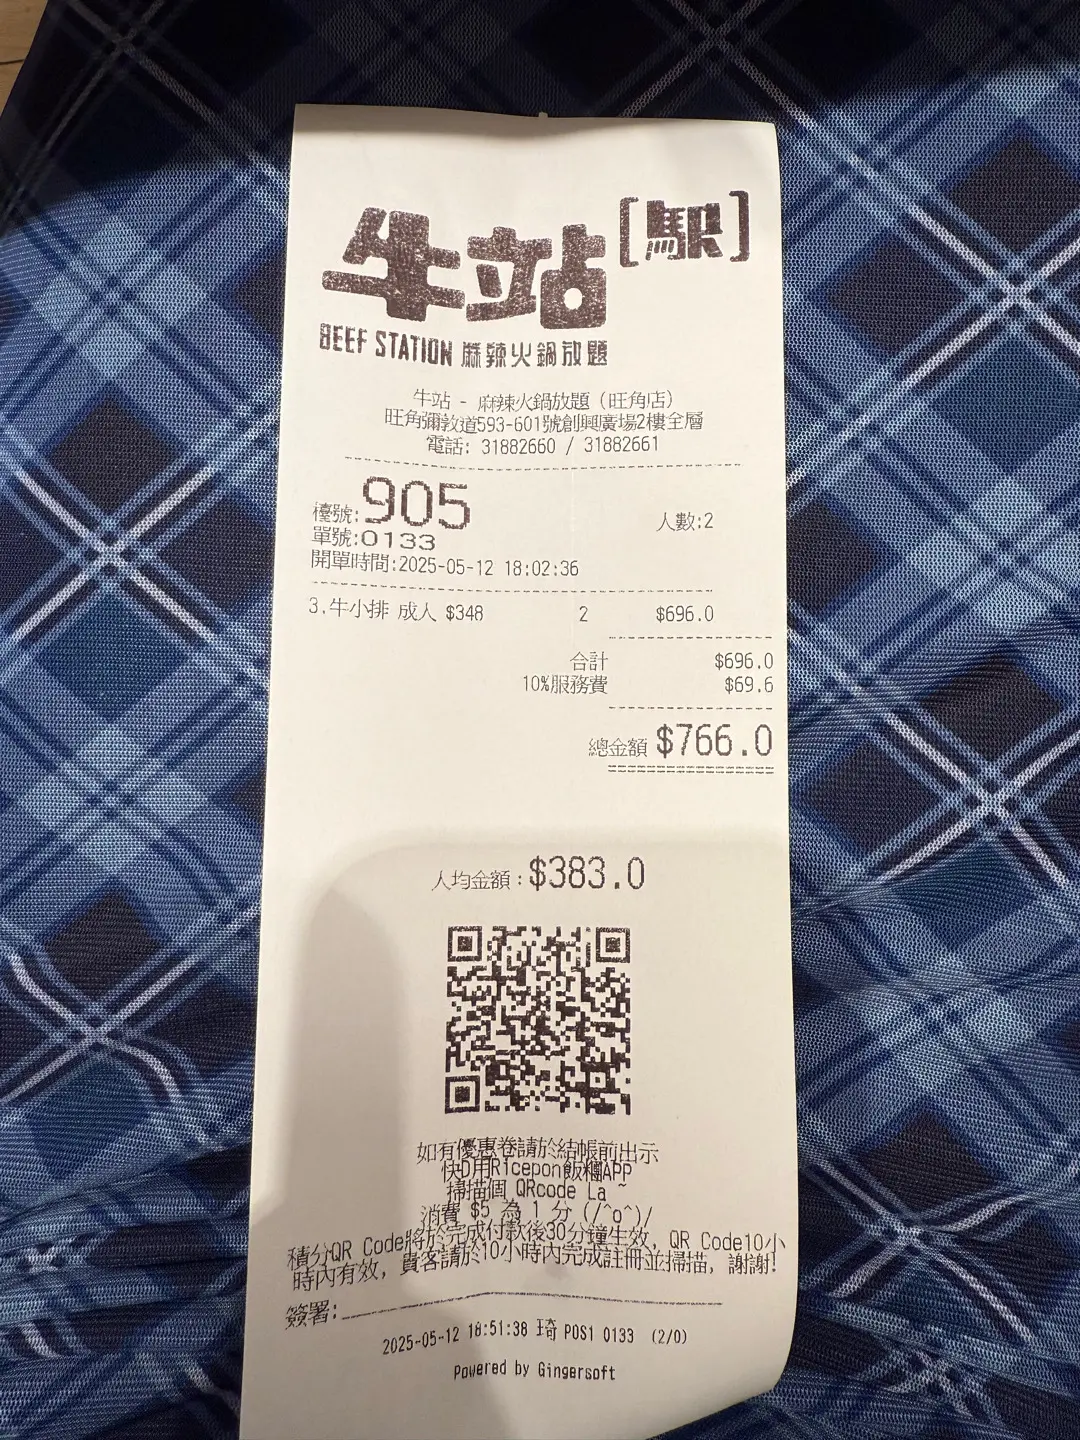 牛站[駅]
BEEF STATION 麻辣火鍋放題
牛站 - 麻辣火鍋放題 (旺角店)
旺角彌敦道593-601號創興廣場2樓全層
電話: 31882660 / 31882661
檯號:905 人數:2
單號:0133
開單時間:2025-05-12 18:02:36
3.牛小排 成人 $348 2 $696.0
合計 $696.0
10%服務費 $69.6
總金額 $766.0
人均金額:$383.0
如有優惠卷請於結帳前出示
快D用Ricepon飯糰APP
掃描個 QRcode La ~
消費 $5 為 1 分 (/^o^)/
積分QR Code將於完成付款後30分鐘生效, QR Code10小
時內有效, 貴客請於10小時內完成註冊並掃描, 謝謝!
簽署:
2025-05-12 18:51:38 琦 POS1 0133 (2/0)
Powered by Gingersoft